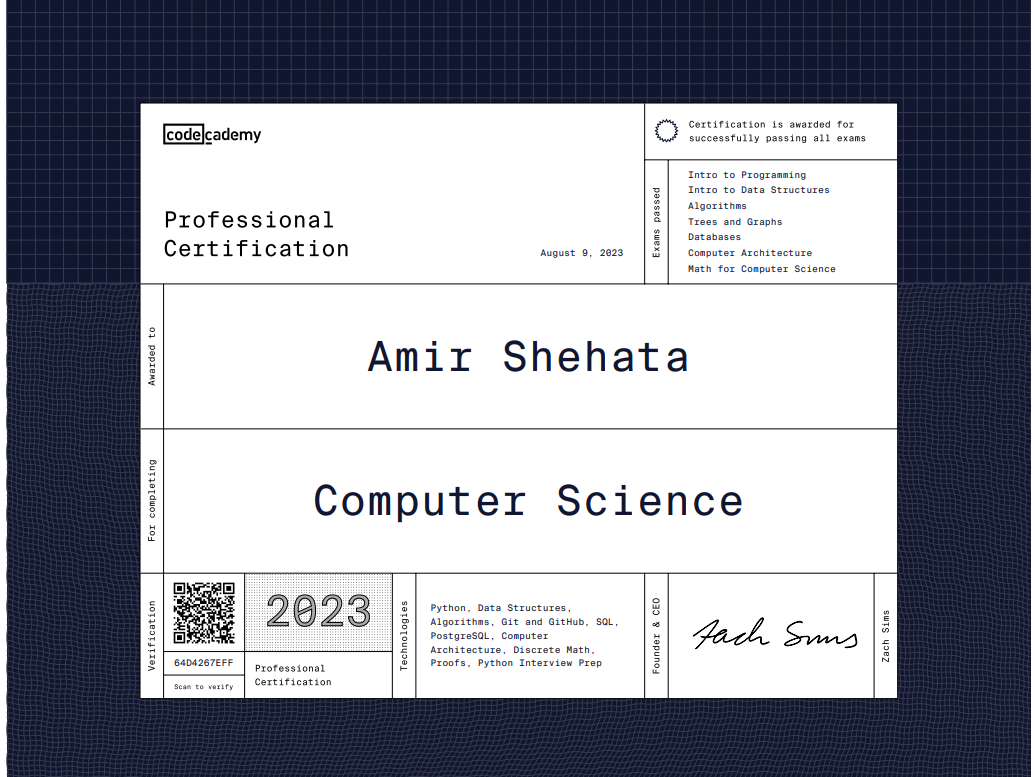 codecademy
Professional
Certification
August 9, 2023
Certification is awarded for
successfully passing all exams
Exams passed
Intro to Programming
Intro to Data Structures
Algorithms
Trees and Graphs
Databases
Computer Architecture
Math for Computer Science
Awarded to
Amir Shehata
For completing
Computer Science
Verification
64D4267EFF
Scan to verify
2023
Professional
Certification
Technologies
Python, Data Structures,
Algorithms, Git and GitHub, SQL,
PostgreSQL, Computer
Architecture, Discrete Math,
Proofs, Python Interview Prep
Founder & CEO
Zach Sims
Zach Sims